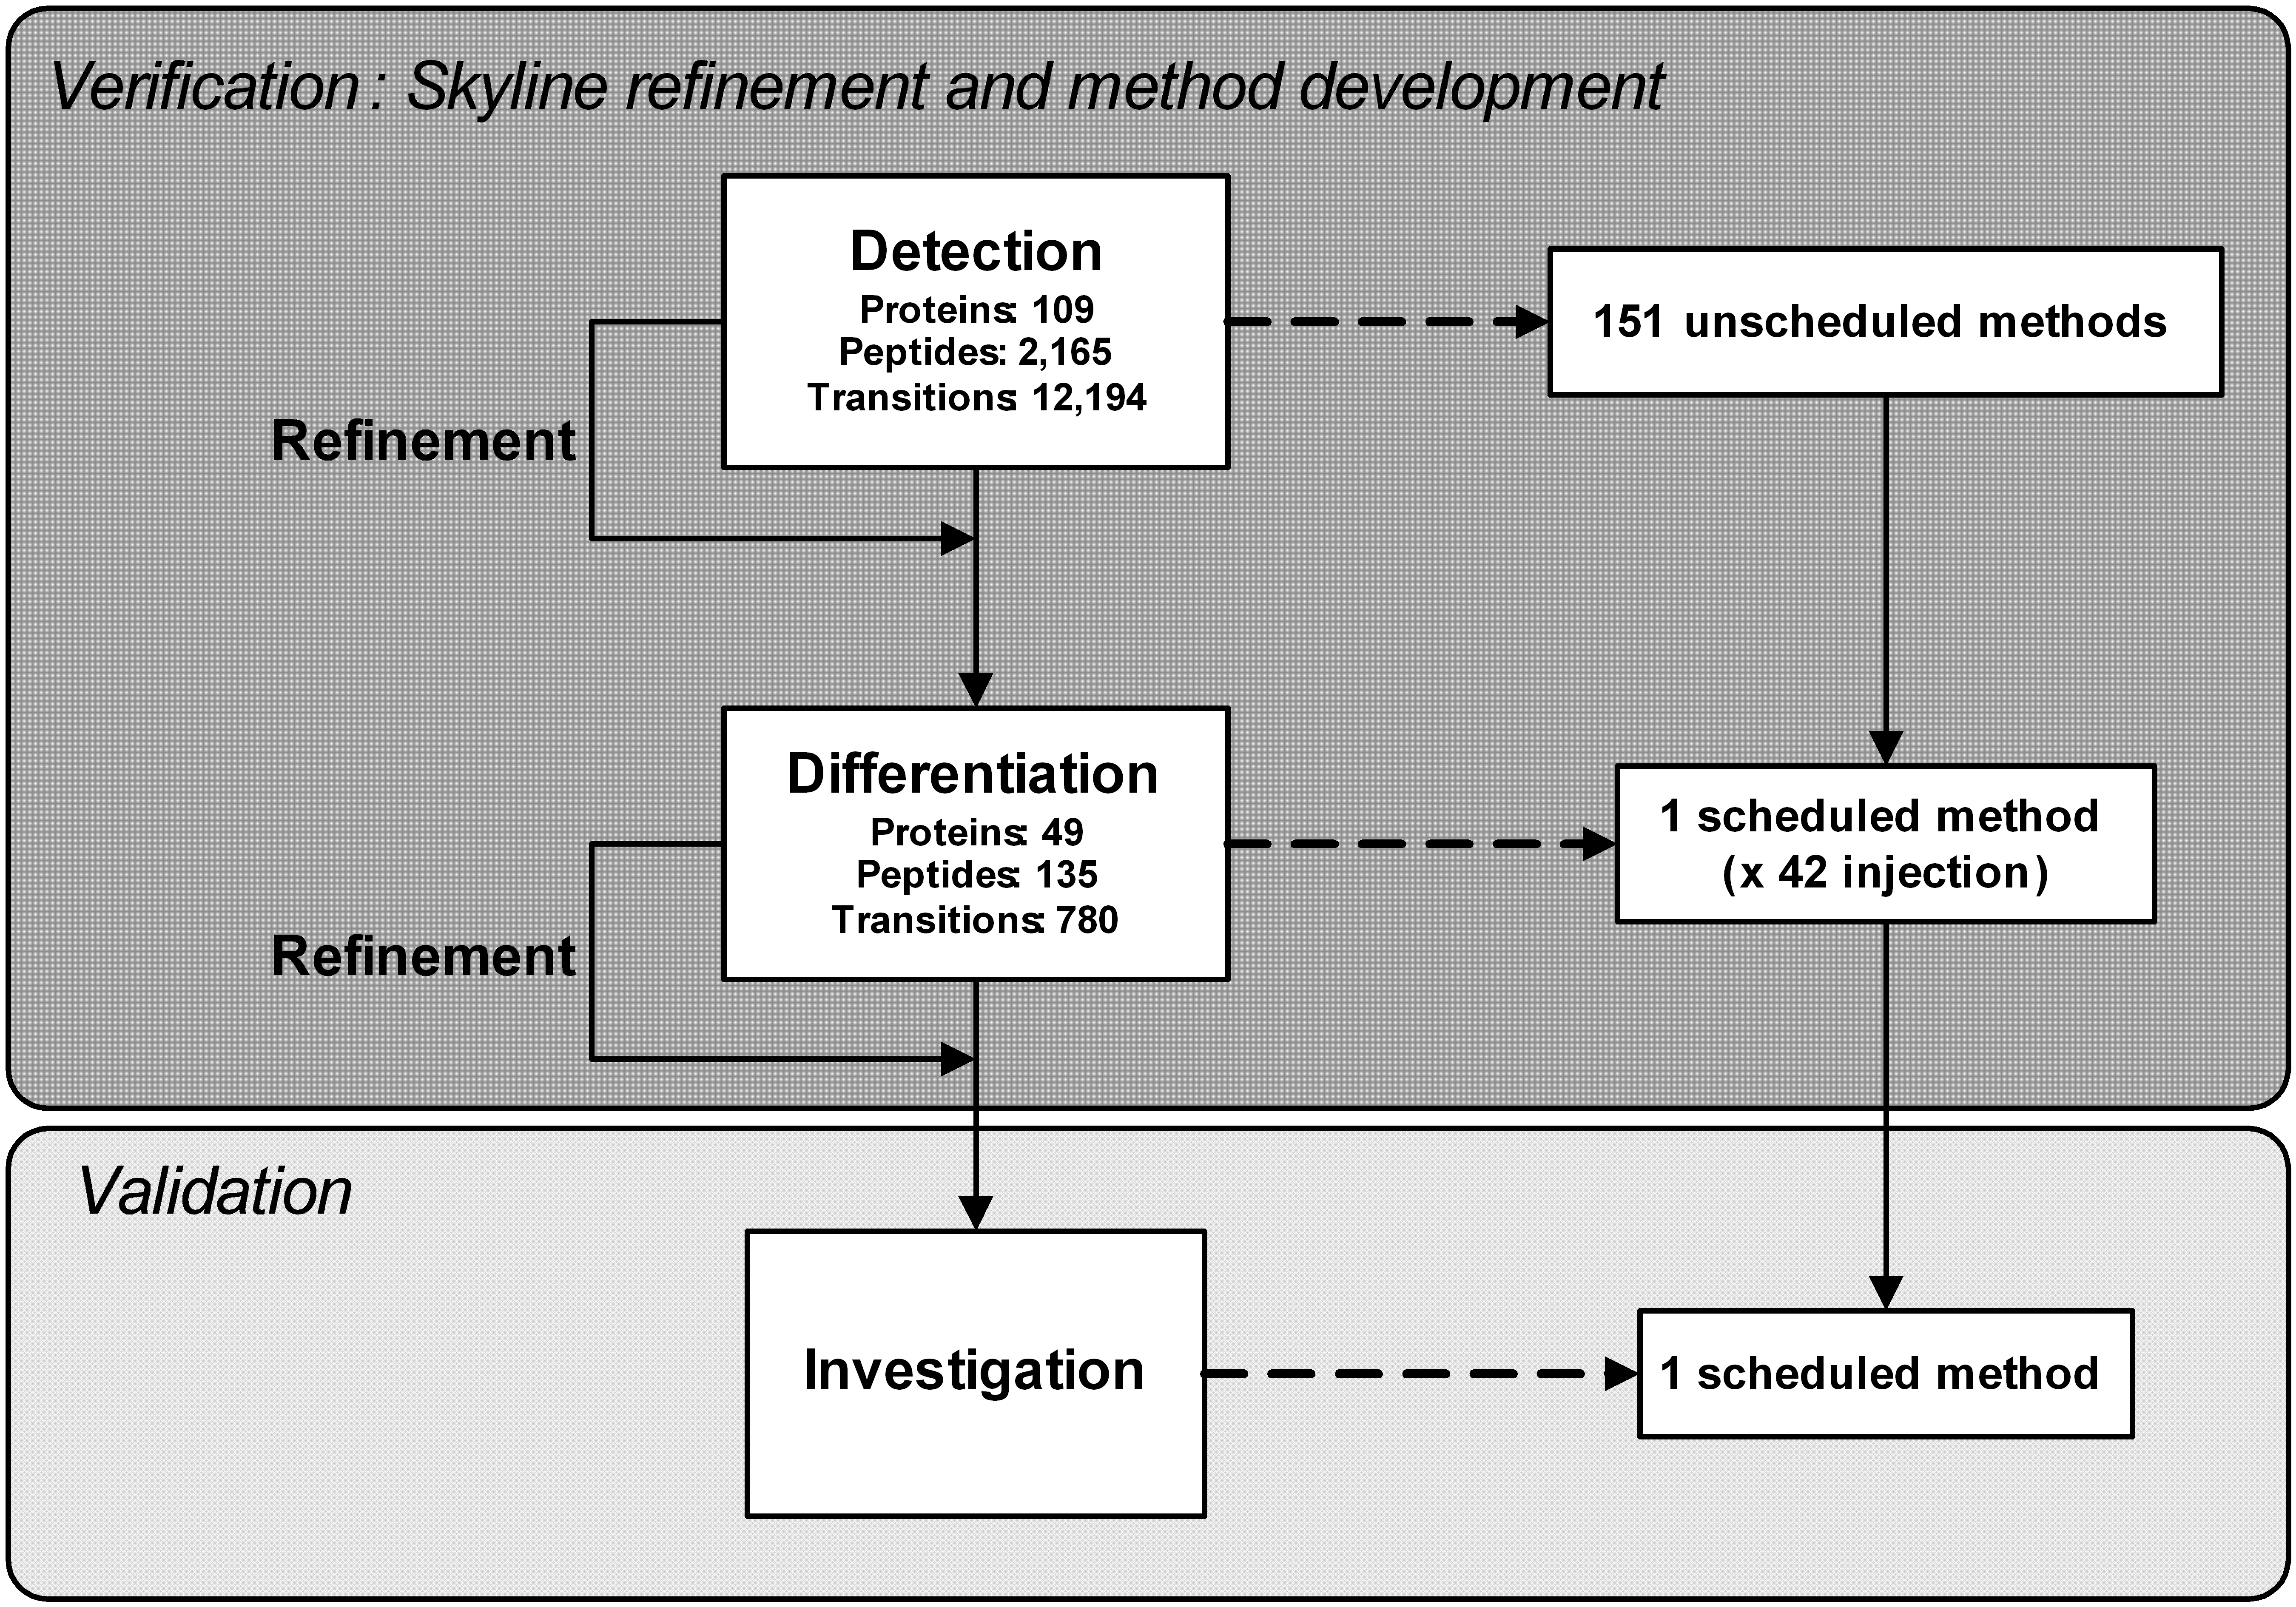 Verification : Skyline refinement and method development
Detection
Proteins: 109
Peptides: 2,165
Transitions: 12,194
151 unscheduled methods
Refinement
Differentiation
Proteins: 49
Peptides: 135
Transitions: 780
1 scheduled method
(x 42 injection)
Refinement
Validation
Investigation
1 scheduled method